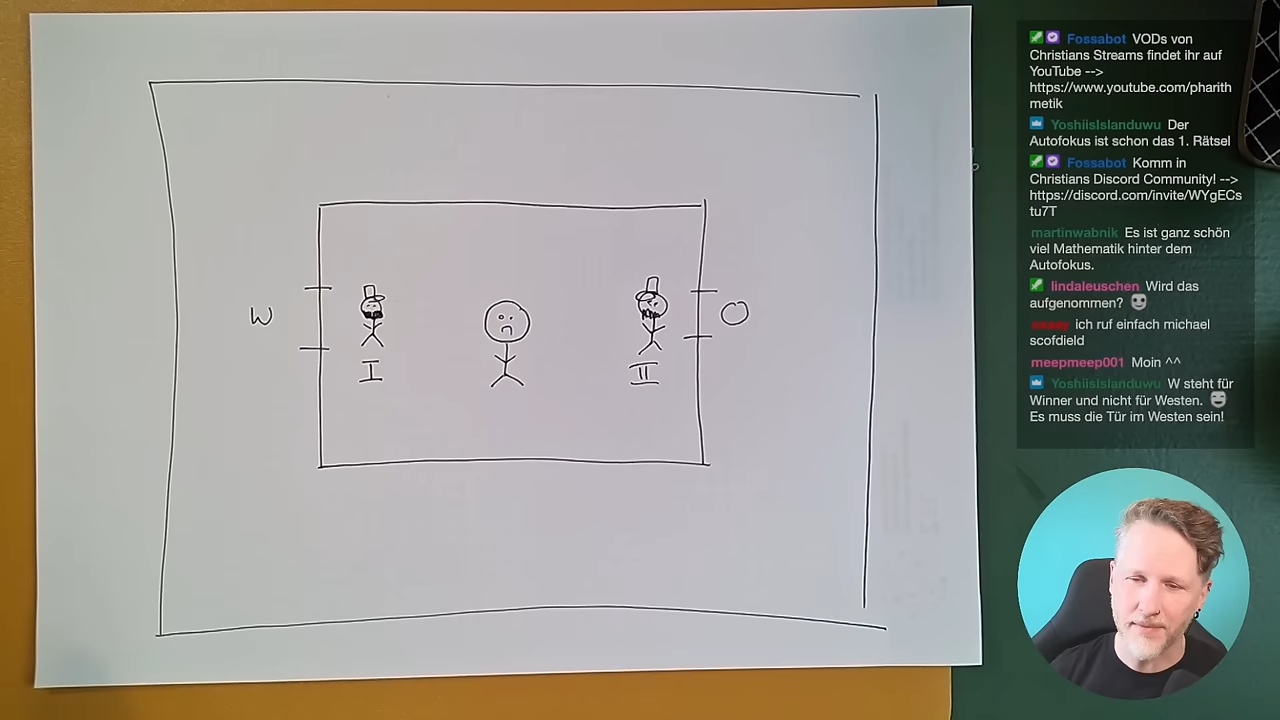 W
O
I
II
Fossabot VODs von
Christians Streams findet ihr auf
YouTube -->
https://www.youtube.com/pharith
metik
YoshiisIslanduwu Der
Autofokus ist schon das 1. Rätsel
Fossabot Komm in
Christians Discord Community! -->
https://discord.com/invite/WYgECs
tu7T
martinwabnik Es ist ganz schön
viel Mathematik hinter dem
Autofokus.
lindaleuschen Wird das
aufgenommen?
ich ruf einfach michael
scofdield
meepmeep001 Moin ^^
YoshiisIslanduwu W steht für
Winner und nicht für Westen.
Es muss die Tür im Westen sein!